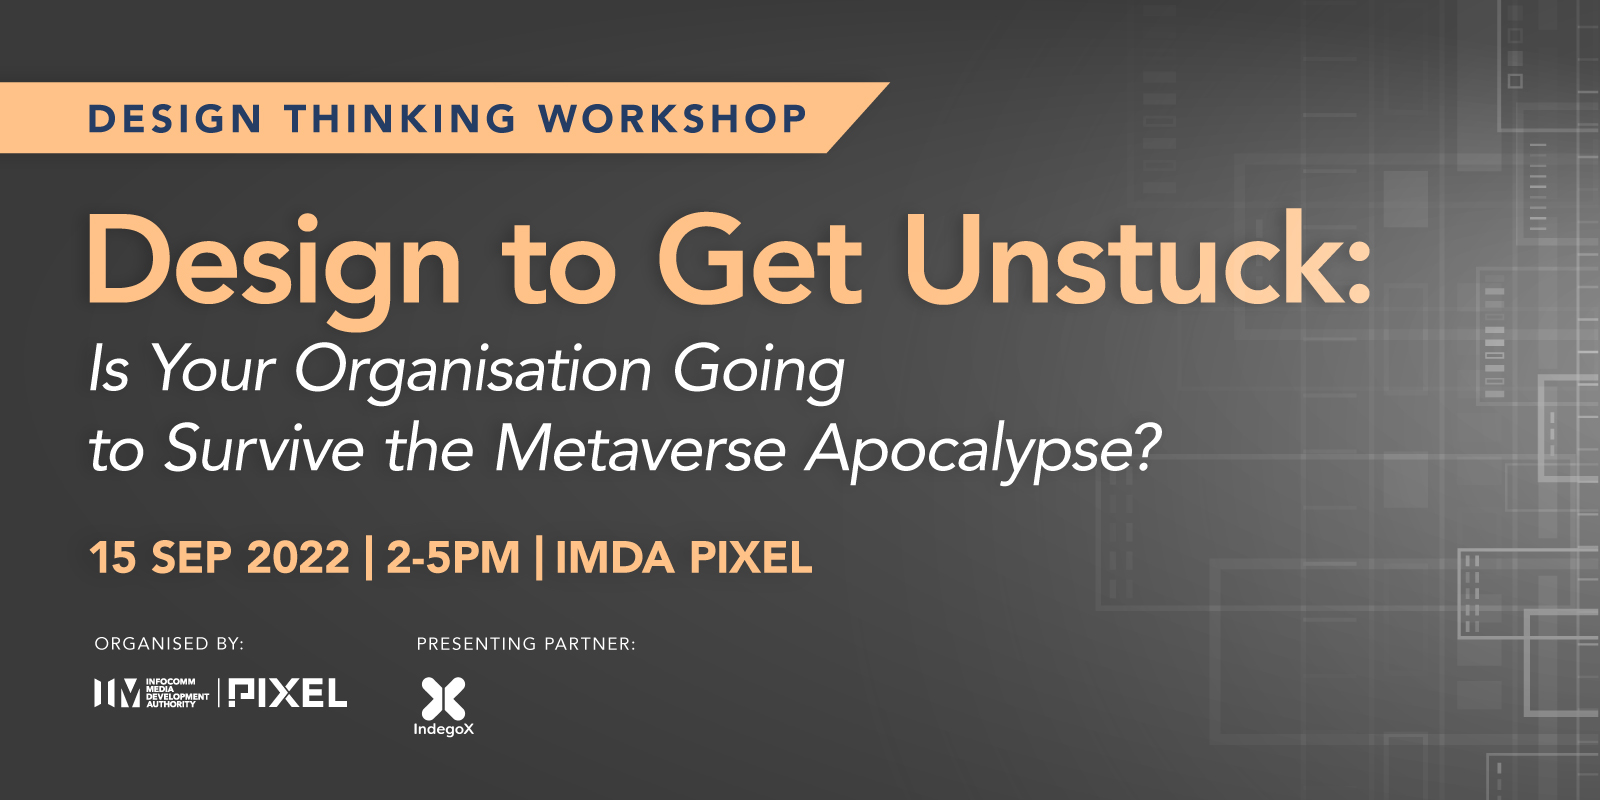 DESIGN THINKING WORKSHOP
Design to Get Unstuck:
Is Your Organisation Going
to Survive the Metaverse Apocalypse?
15 SEP 2022 | 2-5PM | IMDA PIXEL
ORGANISED BY:
PRESENTING PARTNER:
INFOCOMM
MEDIA
DEVELOPMENT
AUTHORITY
PIXEL
IndegoX